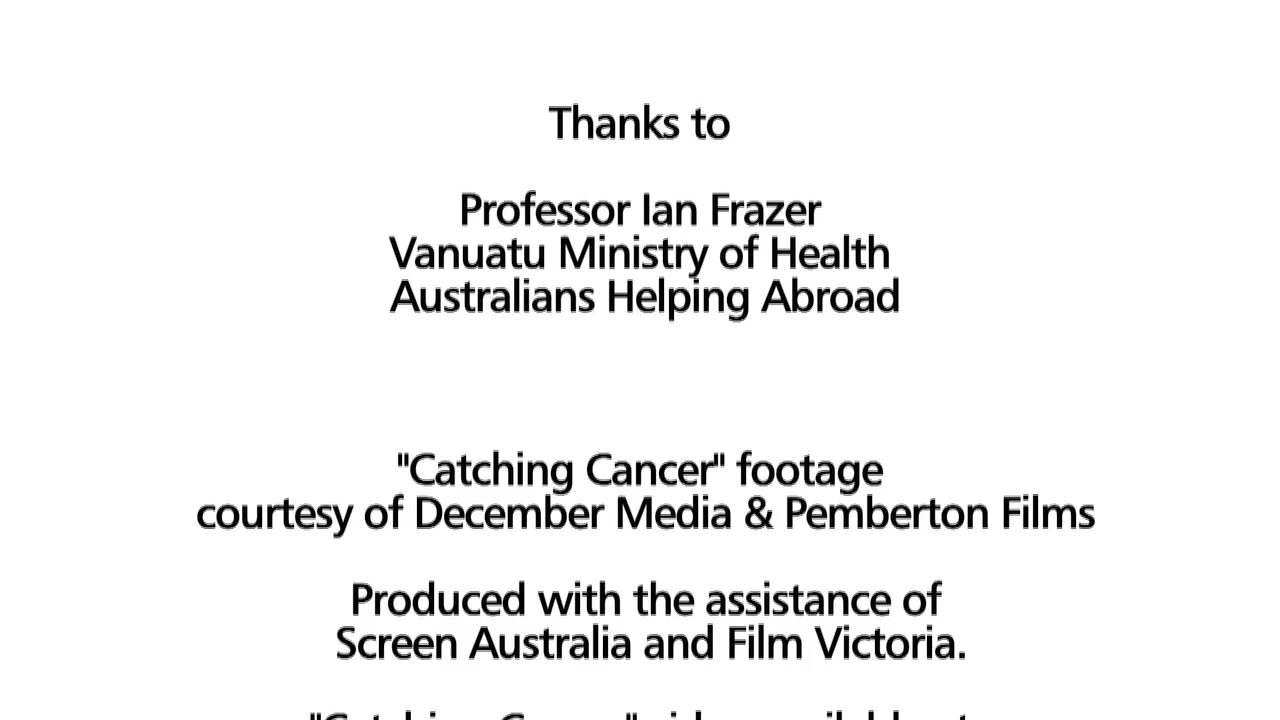 Thanks to
Professor Ian Frazer
Vanuatu Ministry of Health
Australians Helping Abroad
"Catching Cancer" footage
courtesy of December Media & Pemberton Films
Produced with the assistance of
Screen Australia and Film Victoria.